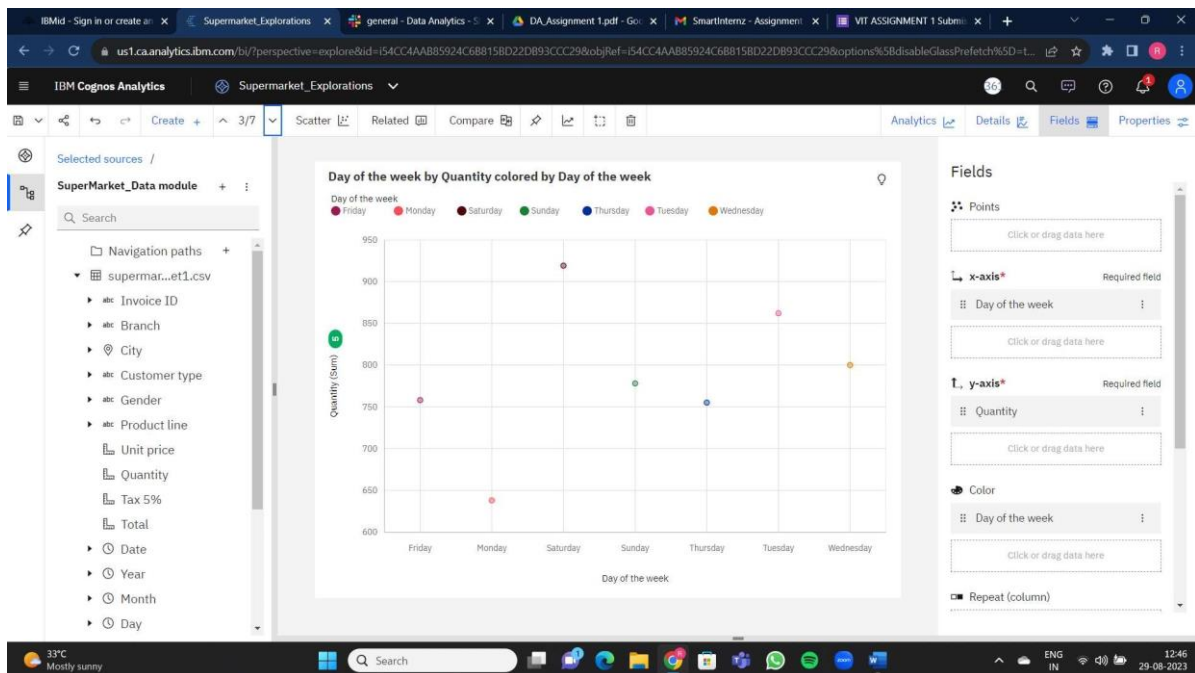 IBMid - Sign in or create an
Supermarket_Explorations
general - Data Analytics - S
DA_Assignment 1.pdf - Goo
SmartInternz - Assignment
VIT ASSIGNMENT 1 Submi
us1.ca.analytics.ibm.com/bi/?perspective=explore&id=i54CC4AAB85924C6B815BD22DB93CCC29&objRef=i54CC4AAB85924C6B815BD22DB93CCC29&options%5BdisableGlassPrefetch%5D=t...
R
IBM Cognos Analytics
Supermarket_Explorations
1
Create +
3/7
Scatter
Related
Compare
Analytics
Details
Fields
Properties
Selected sources /
SuperMarket_Data module
Search
Navigation paths
supermar...et1.csv
abc Invoice ID
abc Branch
City
abc Customer type
abc Gender
abc Product line
Unit price
Quantity
Tax 5%
Total
Date
Year
Month
Day
Day of the week by Quantity colored by Day of the week
Day of the week
Friday Monday Saturday Sunday Thursday Tuesday Wednesday
950
900
850
800
750
700
650
600
5
Quantity (Sum)
Friday Monday Saturday Sunday Thursday Tuesday Wednesday
Day of the week
Fields
Points
Click or drag data here
x-axis* Required field
Day of the week
Click or drag data here
y-axis* Required field
Quantity
Click or drag data here
Color
Day of the week
Click or drag data here
Repeat (column)
33°C
Mostly sunny
Search
zoom
W
ENG
IN
12:46
29-08-2023